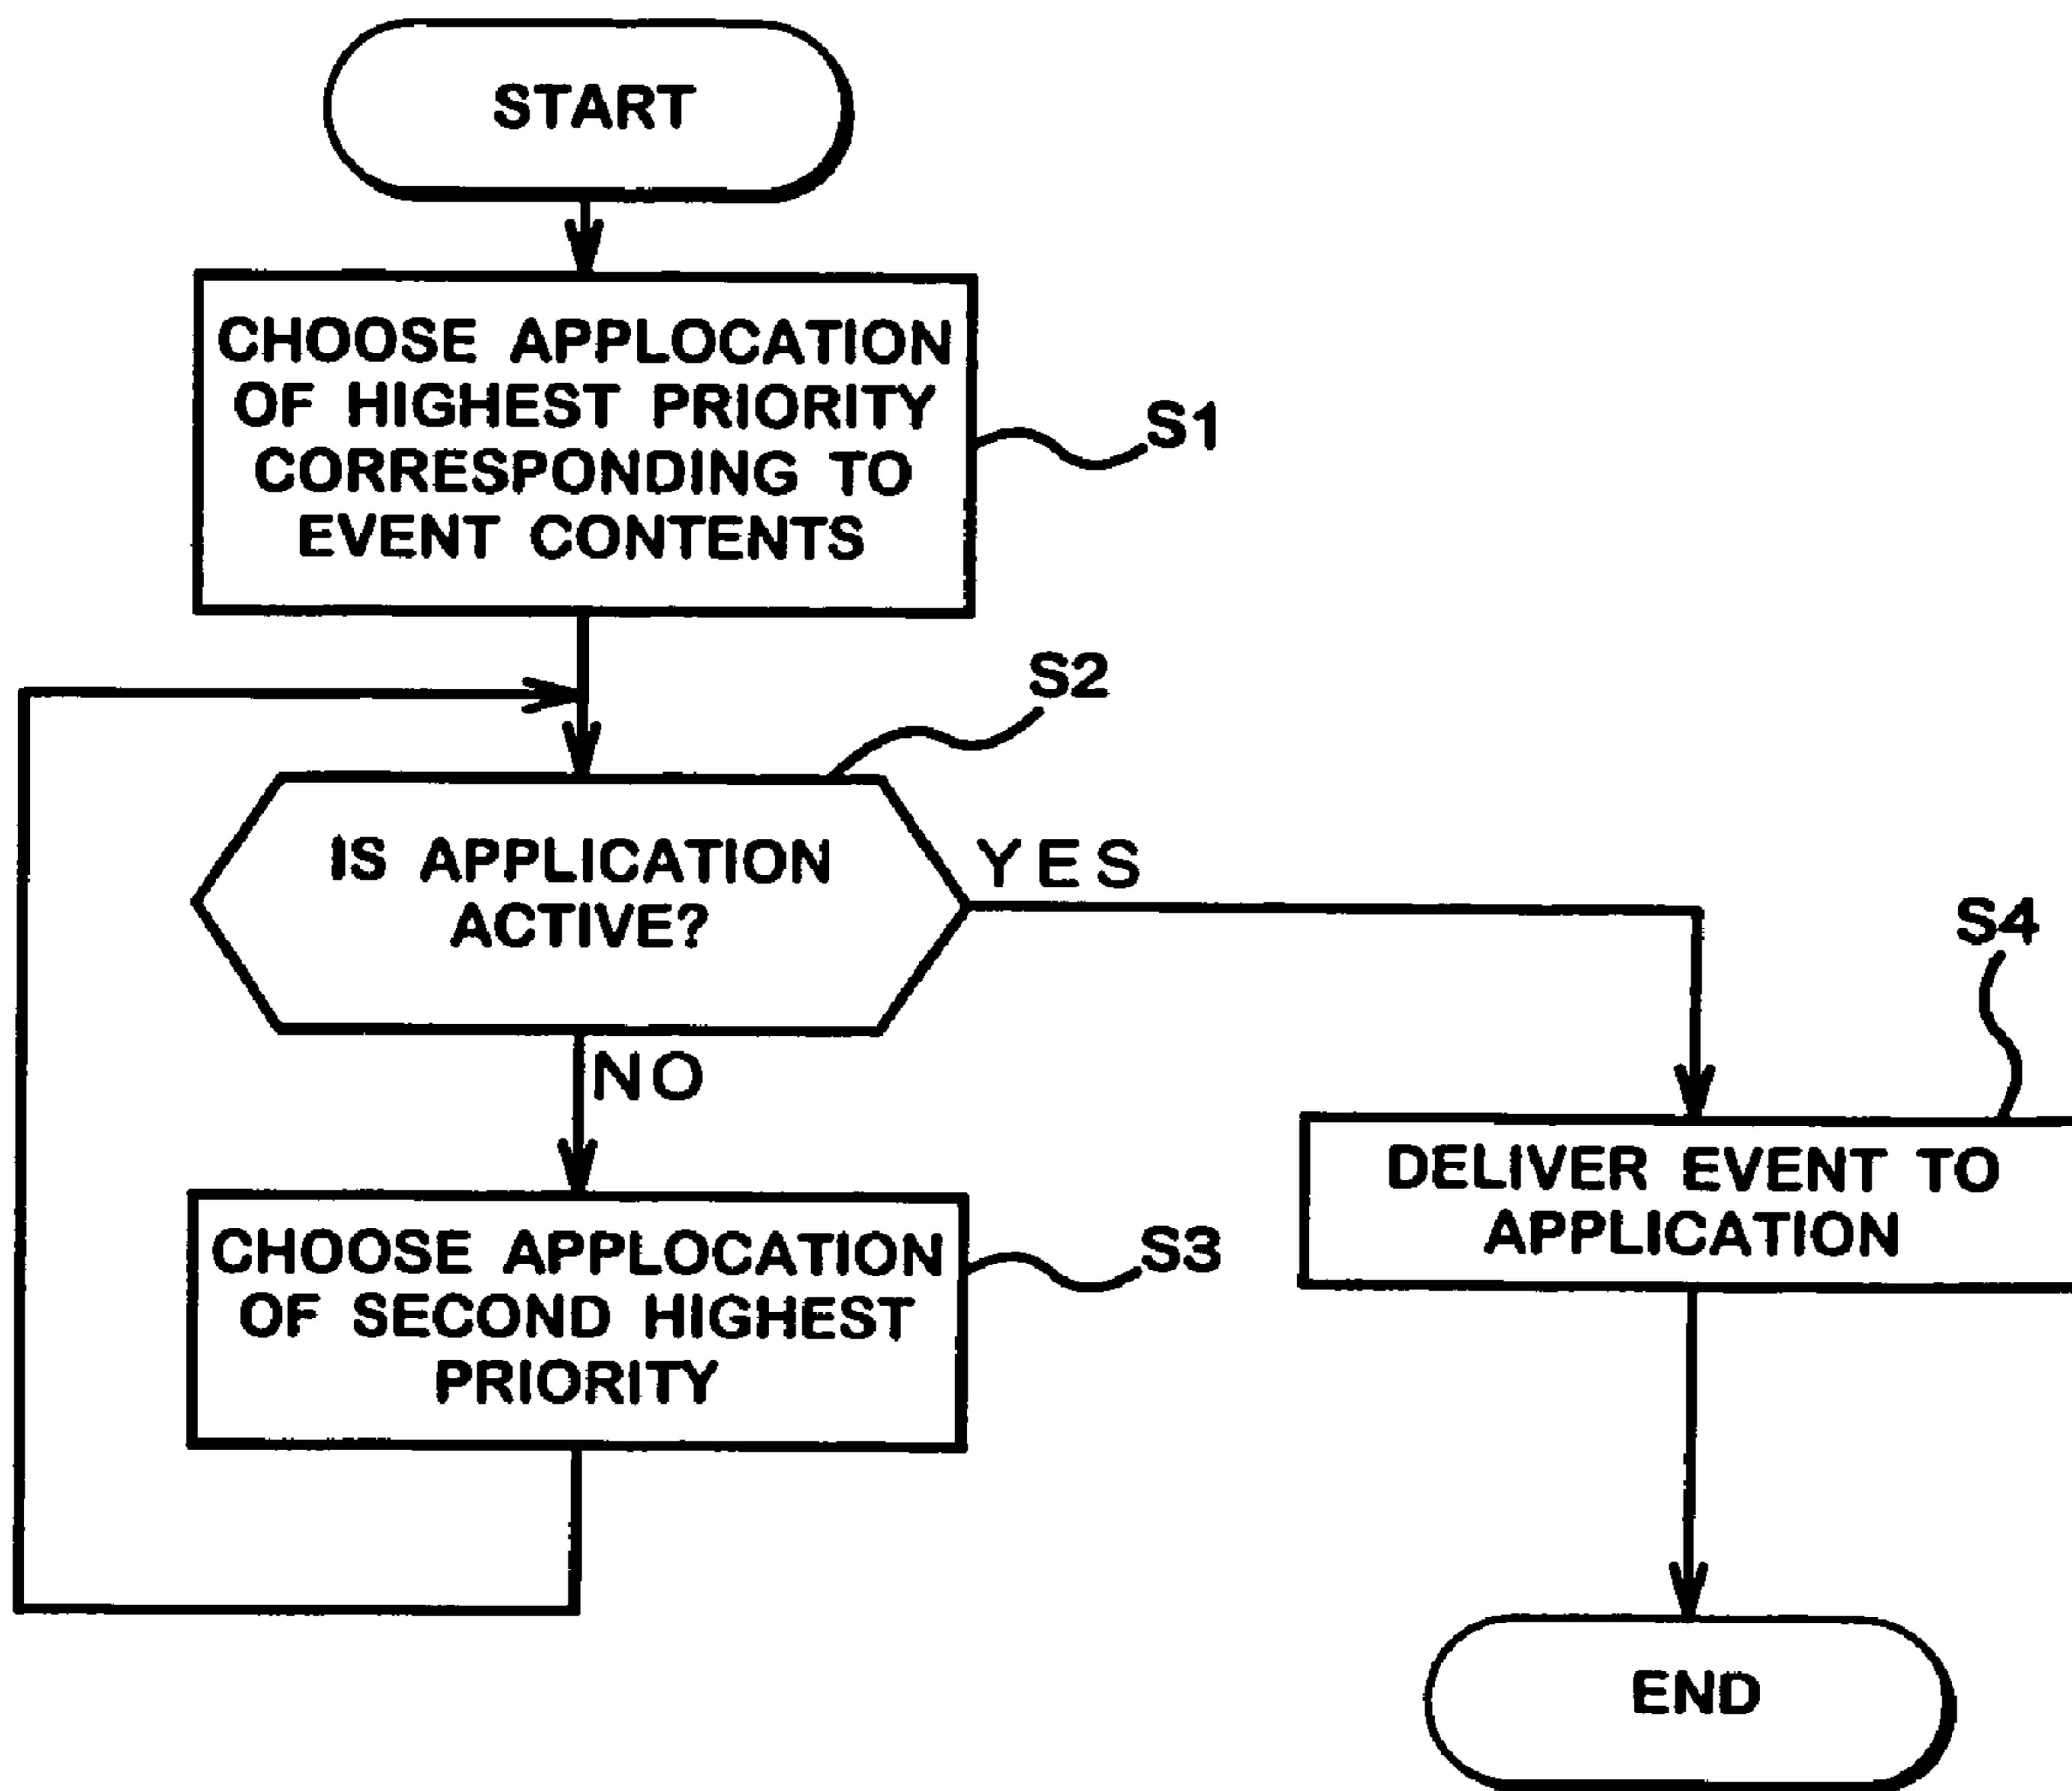 START
CHOOSE APPLOCATION
OF HIGHEST PRIORITY
CORRESPONDING TO
EVENT CONTENTS
S1
S2
IS APPLICATION
ACTIVE?
YES
NO
S4
DELIVER EVENT TO
APPLICATION
CHOOSE APPLOCATION
OF SECOND HIGHEST
PRIORITY
S3
END